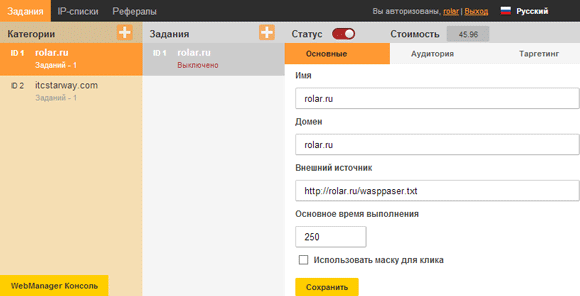 Задания IP-списки Рефералы Вы авторизованы, rolar | Выход Русский
Категории + Задания + Статус Стоимость 45.96
ID 1 rolar.ru
Заданий - 1
ID 2 itcstarway.com
Заданий - 1
ID 1 rolar.ru
Выключено
Основные Аудитория Таргетинг
Имя
rolar.ru
Домен
rolar.ru
Внешний источник
http://rolar.ru/wasppaser.txt
Основное время выполнения
250
Использовать маску для клика
WebManager Консоль
Сохранить